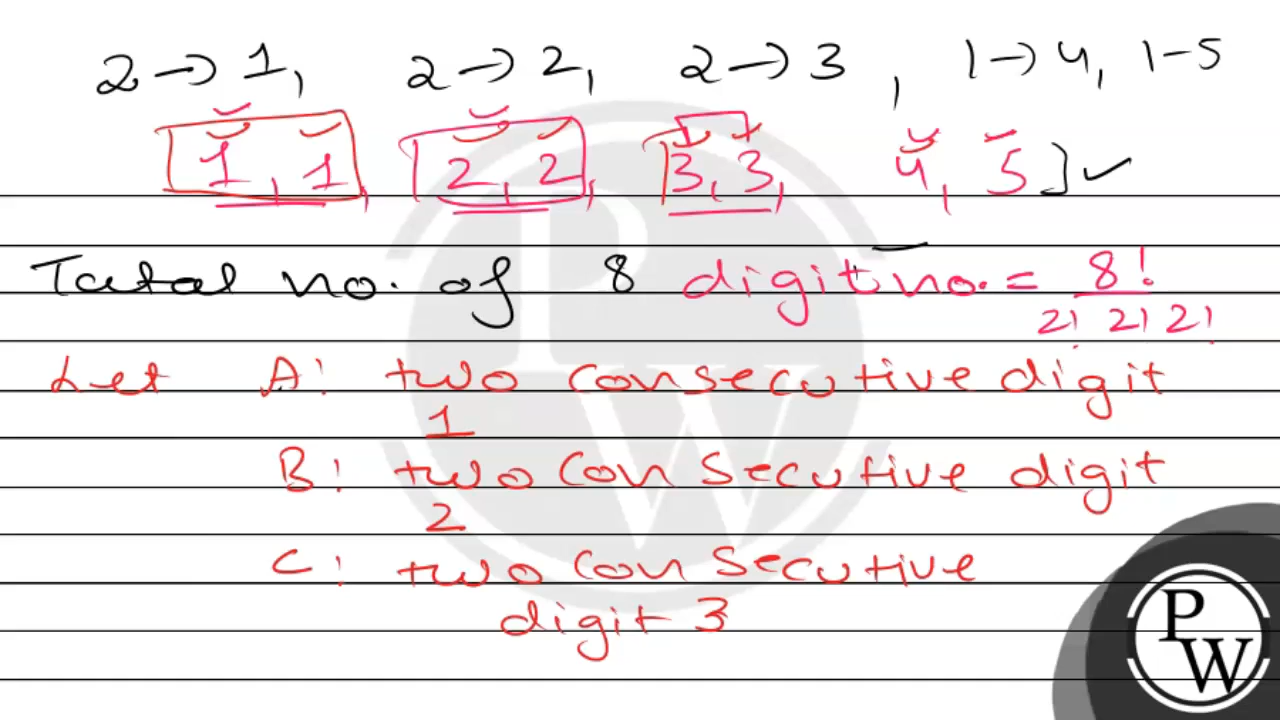 2 → 1, 2 → 2, 2 → 3, 1 → 4, 1 - 5
1, 1, 2, 2, 3, 3, 4, 5 ] ✓
Total no. of 8 digit no. = 8! / 2! 2! 2!
Let A: two consecutive digit
1
B: two consecutive digit
2
C: two consecutive
digit 3
P
W
P
W